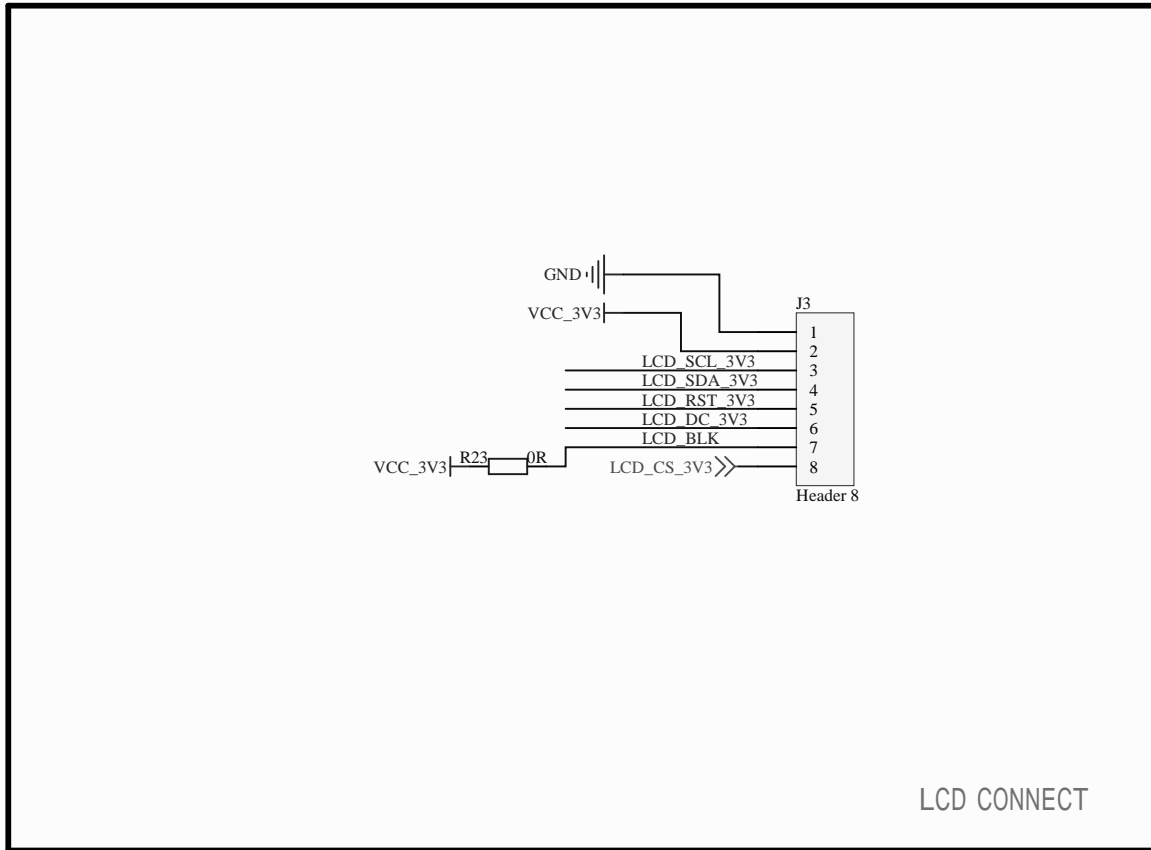 GND
J3
VCC_3V3
1
2
LCD_SCL_3V3 3
LCD_SDA_3V3 4
LCD_RST_3V3 5
LCD_DC_3V3 6
LCD_BLK 7
VCC_3V3 R23 0R LCD_CS_3V3 8
Header 8
LCD CONNECT